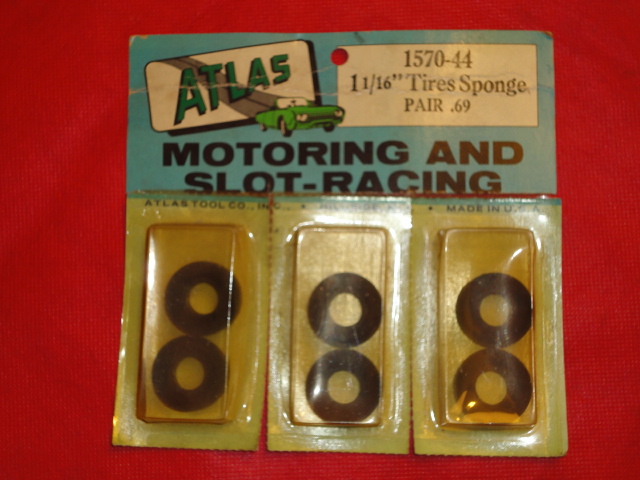 ATLAS
1570-44
1 1/16" Tires Sponge
PAIR .69
MOTORING AND
SLOT-RACING
ATLAS TOOL CO., INC., • • MADE IN U.S.A.